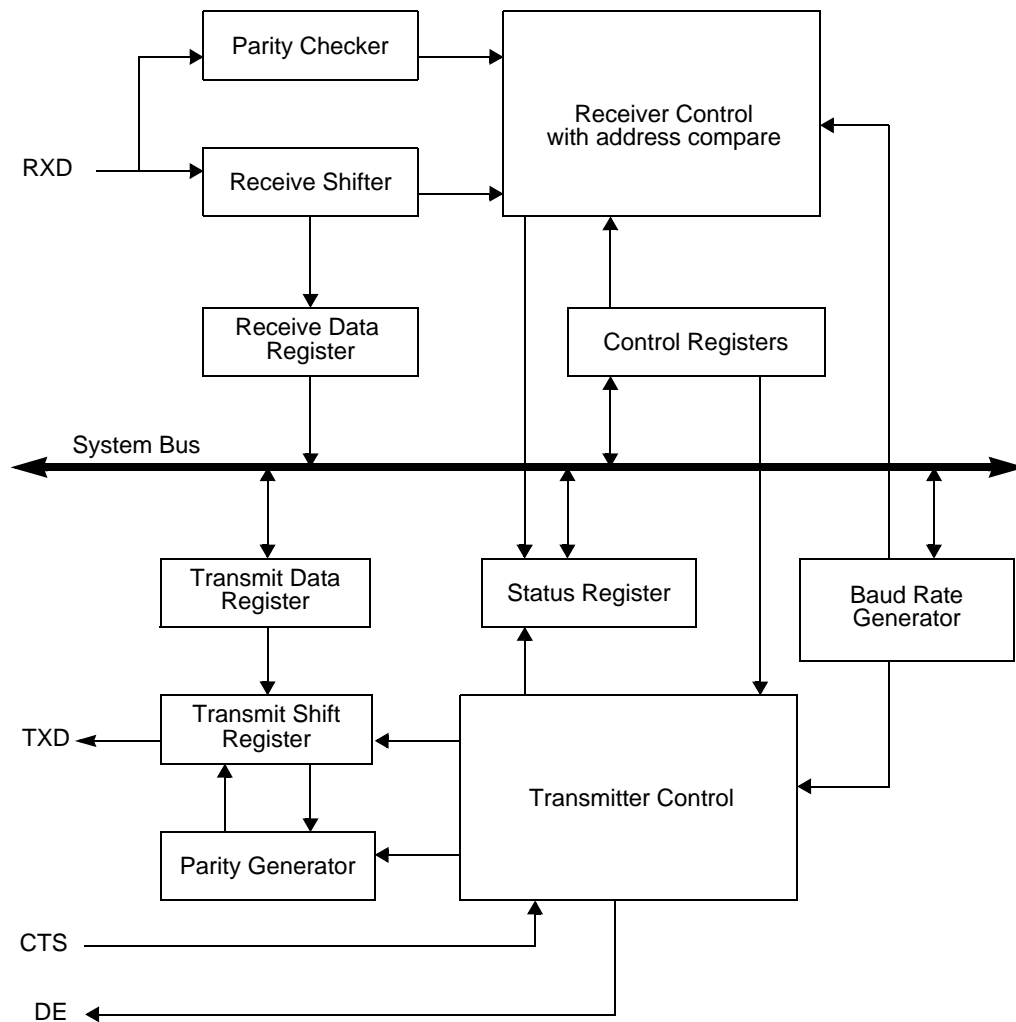 Parity Checker
Receiver Control
with address compare
RXD
Receive Shifter
Receive Data
Register
Control Registers
System Bus
Transmit Data
Register
Status Register
Baud Rate
Generator
Transmit Shift
Register
TXD
Transmitter Control
Parity Generator
CTS
DE